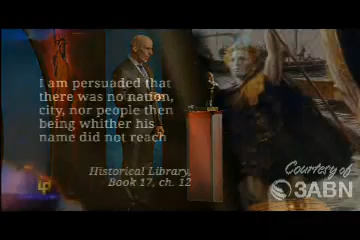 I am persuaded that
there was no nation,
city, nor people then
being whither his
name did not reach
Historical Library,
Book 17, ch. 12
Courtesy of
3ABN